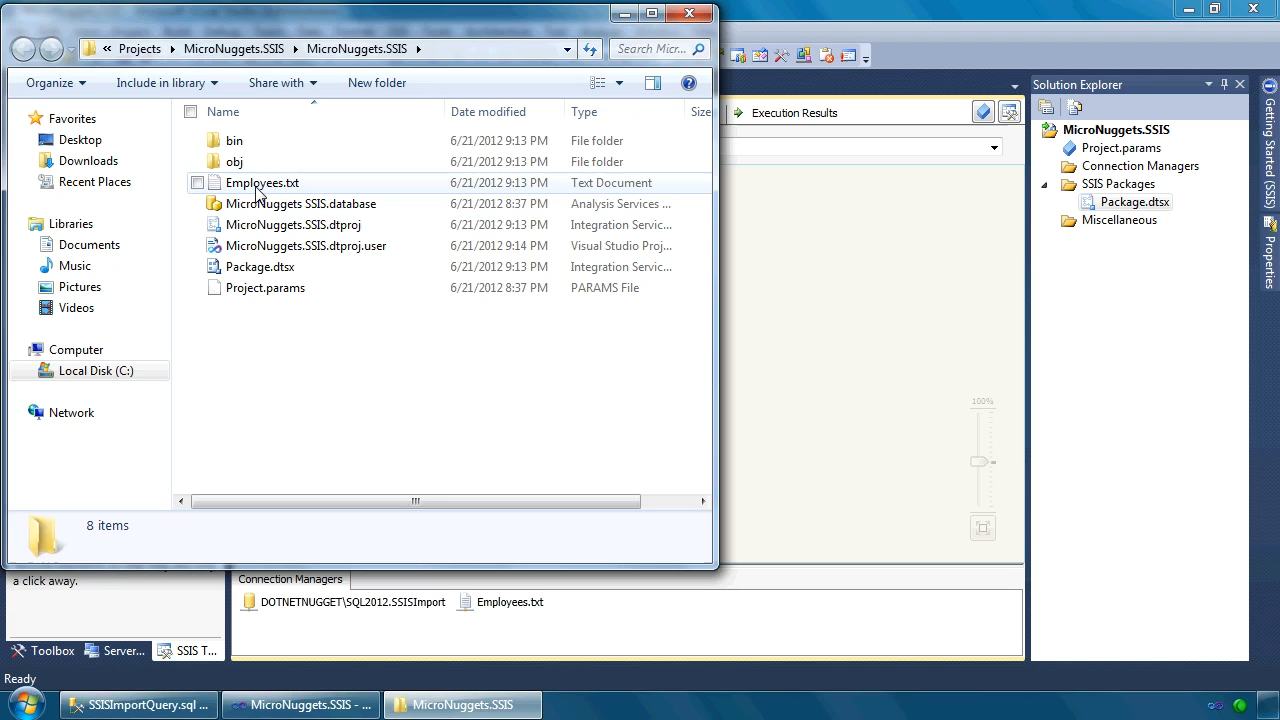 « Projects MicroNuggets.SSIS MicroNuggets.SSIS
Search Micr...
Organize Include in library Share with New folder
Name Date modified Type Size
Favorites
Desktop
Downloads
Recent Places
Libraries
Documents
Music
Pictures
Videos
Computer
Local Disk (C:)
Network
bin 6/21/2012 9:13 PM File folder
obj 6/21/2012 9:13 PM File folder
Employees.txt 6/21/2012 9:13 PM Text Document
MicroNuggets SSIS.database 6/21/2012 8:37 PM Analysis Services ...
MicroNuggets.SSIS.dtproj 6/21/2012 9:13 PM Integration Servic...
MicroNuggets.SSIS.dtproj.user 6/21/2012 9:14 PM Visual Studio Proj...
Package.dtsx 6/21/2012 9:13 PM Integration Servic...
Project.params 6/21/2012 8:37 PM PARAMS File
8 items
Execution Results
100%
Solution Explorer
MicroNuggets.SSIS
Project.params
Connection Managers
SSIS Packages
Package.dtsx
Miscellaneous
Getting Started (SSIS)
Properties
a click away.
Connection Managers
DOTNETNUGGET\SQL2012.SSISImport Employees.txt
Toolbox Server... SSIS T...
Ready
SSISImportQuery.sql ... MicroNuggets.SSIS - ... MicroNuggets.SSIS